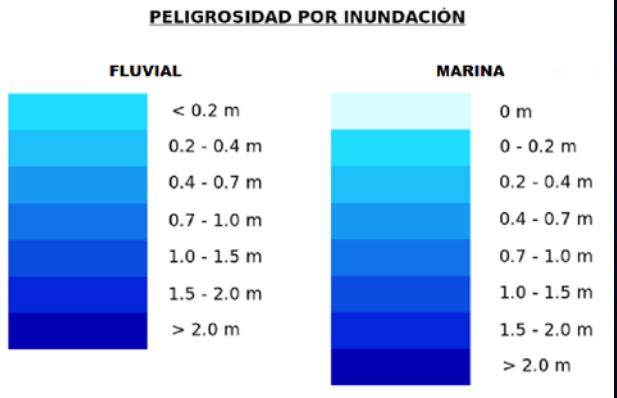 PELIGROSIDAD POR INUNDACIÓN
FLUVIAL
< 0.2 m
0.2 - 0.4 m
0.4 - 0.7 m
0.7 - 1.0 m
1.0 - 1.5 m
1.5 - 2.0 m
> 2.0 m
MARINA
0 m
0 - 0.2 m
0.2 - 0.4 m
0.4 - 0.7 m
0.7 - 1.0 m
1.0 - 1.5 m
1.5 - 2.0 m
> 2.0 m